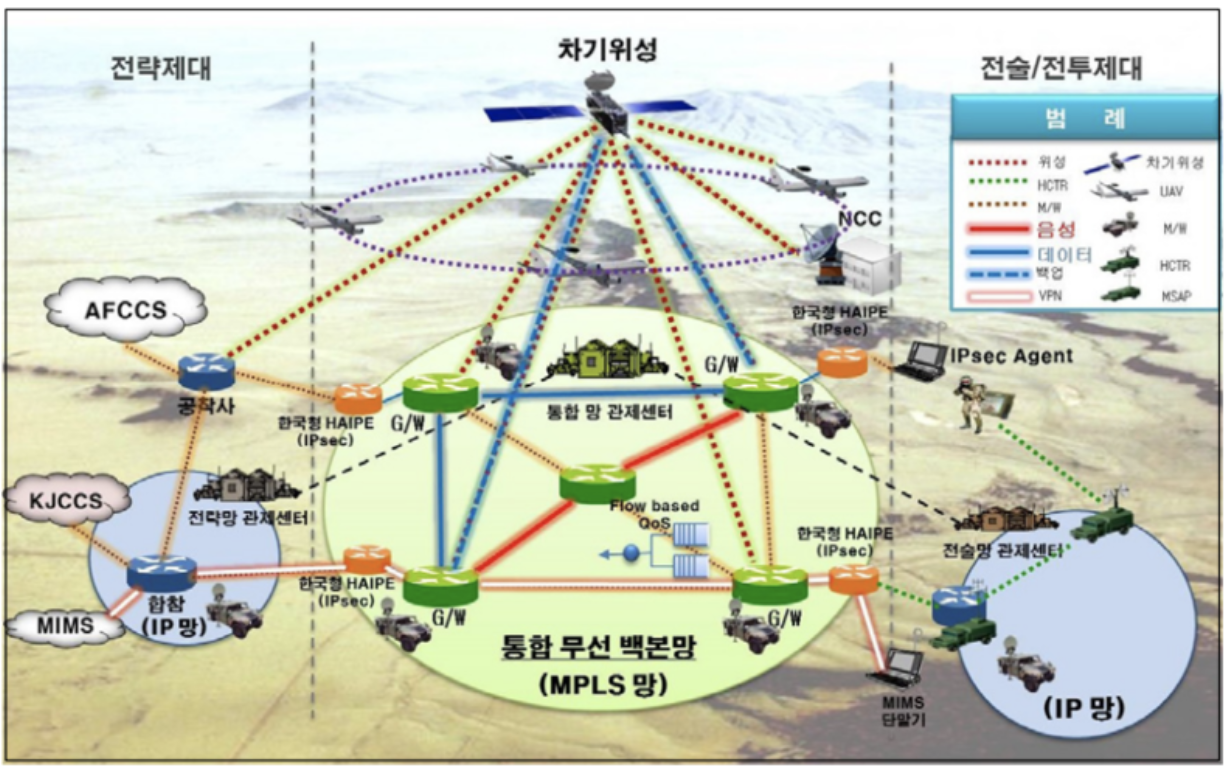 전략제대
차기위성
전술/전투제대
범 례
위성
HCTR
M/W
음성
데이터
백업
VPN
차기위성
UAV
M/W
HCTR
MSAP
NCC
한국형 HAIPE
(IPsec)
AFCCS
공작사
한국형 HAIPE
(IPsec)
G/W
통합 망 관제센터
G/W
IPsec Agent
KJCCS
전략망 관제센터
Flow based
QoS
한국형 HAIPE
(IPsec)
전술망 관제센터
합참
(IP 망)
MIMS
한국형 HAIPE
(IPsec)
G/W
G/W
통합 무선 백본망
(MPLS 망)
MIMS
단말기
(IP 망)